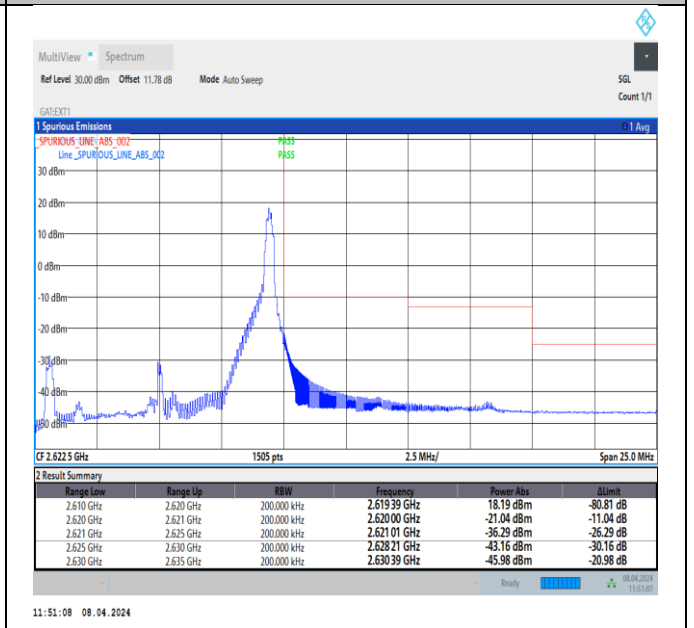 MultiView Spectrum
Ref Level 30.00 dBm Offset 11.78 dB Mode Auto Sweep SGL
Count 1/1
GAT:EXT1
1 Spurious Emissions 1 Avg
_SPURIOUS_LINE_ABS_002 PASS
Line _SPURIOUS_LINE_ABS_002 PASS
30 dBm
20 dBm
10 dBm
0 dBm
-10 dBm
-20 dBm
-30 dBm
-40 dBm
-50 dBm
CF 2.622 5 GHz 1505 pts 2.5 MHz/ Span 25.0 MHz
2 Result Summary
Range Low Range Up RBW Frequency Power Abs ΔLimit
2.610 GHz 2.620 GHz 200.000 kHz 2.619 39 GHz 18.19 dBm -80.81 dB
2.620 GHz 2.621 GHz 200.000 kHz 2.620 00 GHz -21.04 dBm -11.04 dB
2.621 GHz 2.625 GHz 200.000 kHz 2.621 01 GHz -36.29 dBm -26.29 dB
2.625 GHz 2.630 GHz 200.000 kHz 2.628 21 GHz -43.16 dBm -30.16 dB
2.630 GHz 2.635 GHz 200.000 kHz 2.630 39 GHz -45.98 dBm -20.98 dB
Ready 08.04.2024
11:51:07
11:51:08 08.04.2024